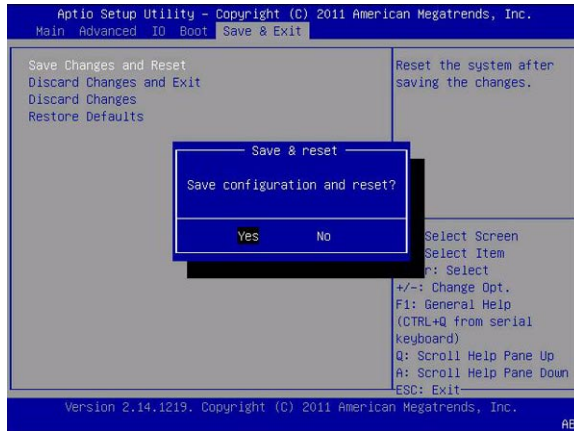 Aptio Setup Utility – Copyright (C) 2011 American Megatrends, Inc.
Main Advanced IO Boot Save & Exit
Save Changes and Reset
Discard Changes and Exit
Discard Changes
Restore Defaults
Reset the system after
saving the changes.
Save & reset
Save configuration and reset?
Yes No
Select Screen
Select Item
r: Select
+/-: Change Opt.
F1: General Help
(CTRL+Q from serial
keyboard)
Q: Scroll Help Pane Up
A: Scroll Help Pane Down
ESC: Exit
Version 2.14.1219. Copyright (C) 2011 American Megatrends, Inc.
AB